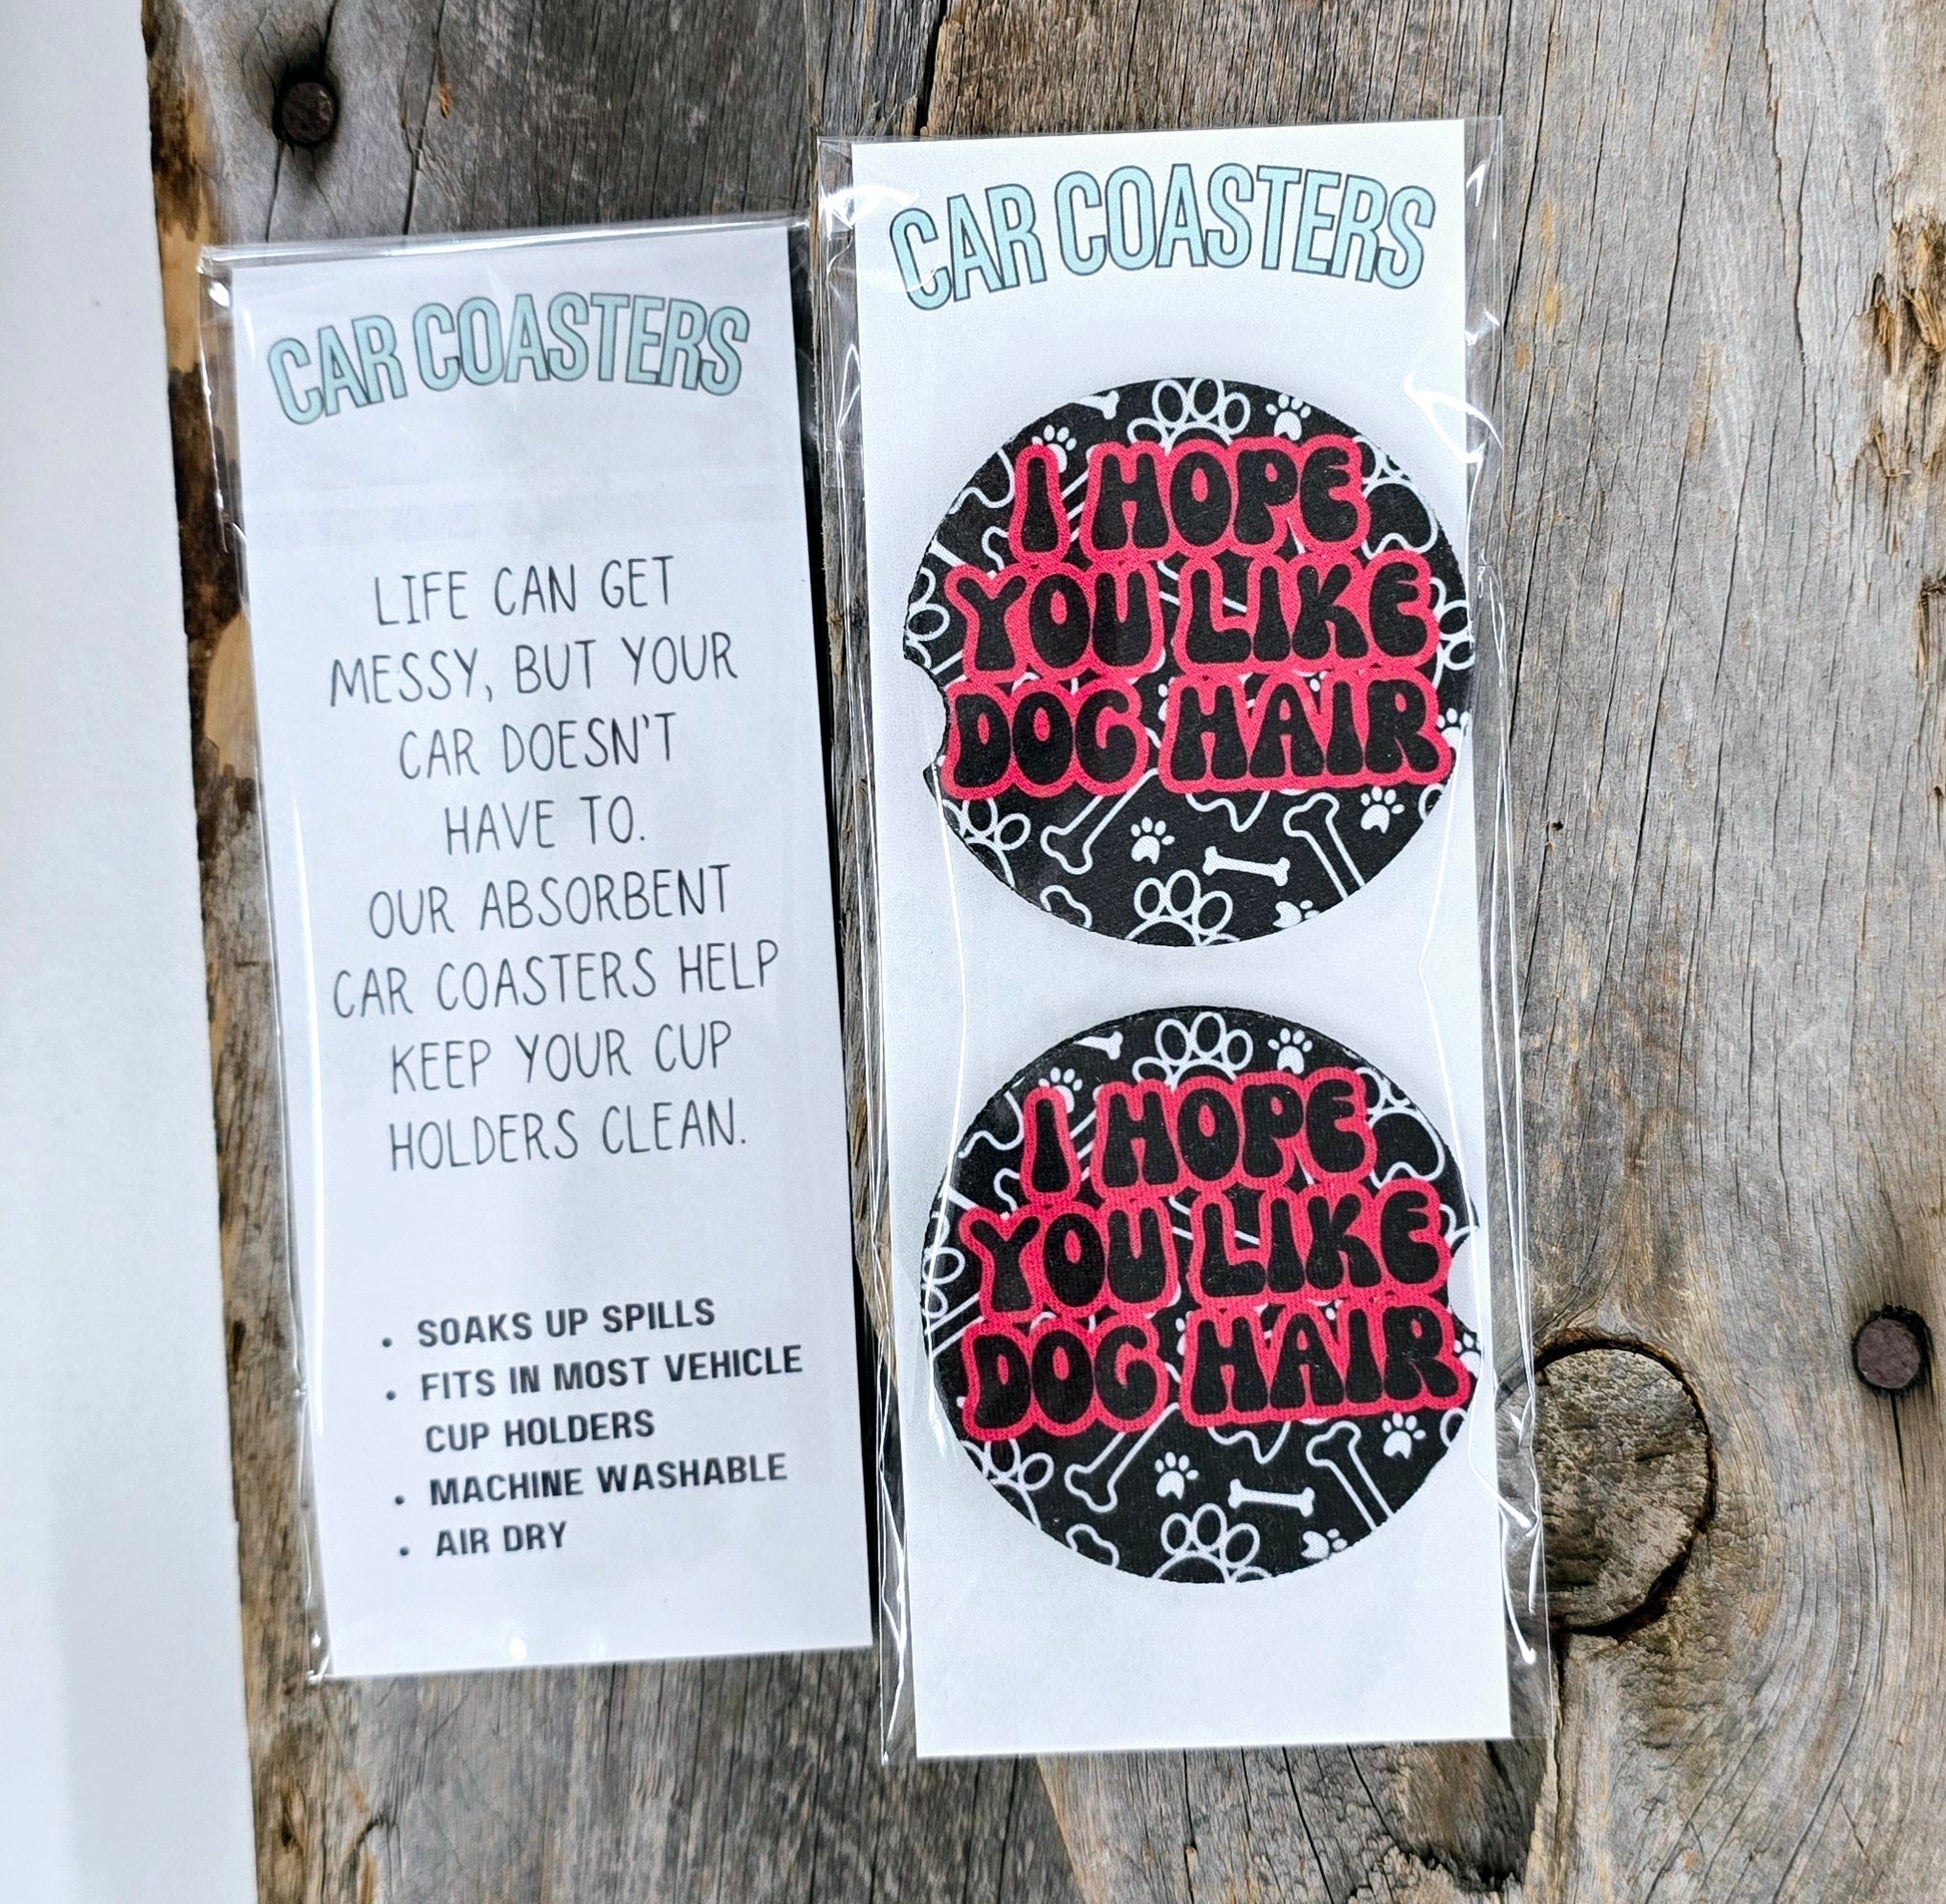 CAR COASTERS
LIFE CAN GET
MESSY, BUT YOUR
CAR DOESN'T
HAVE TO.
OUR ABSORBENT
CAR COASTERS HELP
KEEP YOUR CUP
HOLDERS CLEAN.
• SOAKS UP SPILLS
• FITS IN MOST VEHICLE
CUP HOLDERS
• MACHINE WASHABLE
• AIR DRY
CAR COASTERS
I HOPE
YOU LIKE
DOG HAIR
I HOPE
YOU LIKE
DOG HAIR